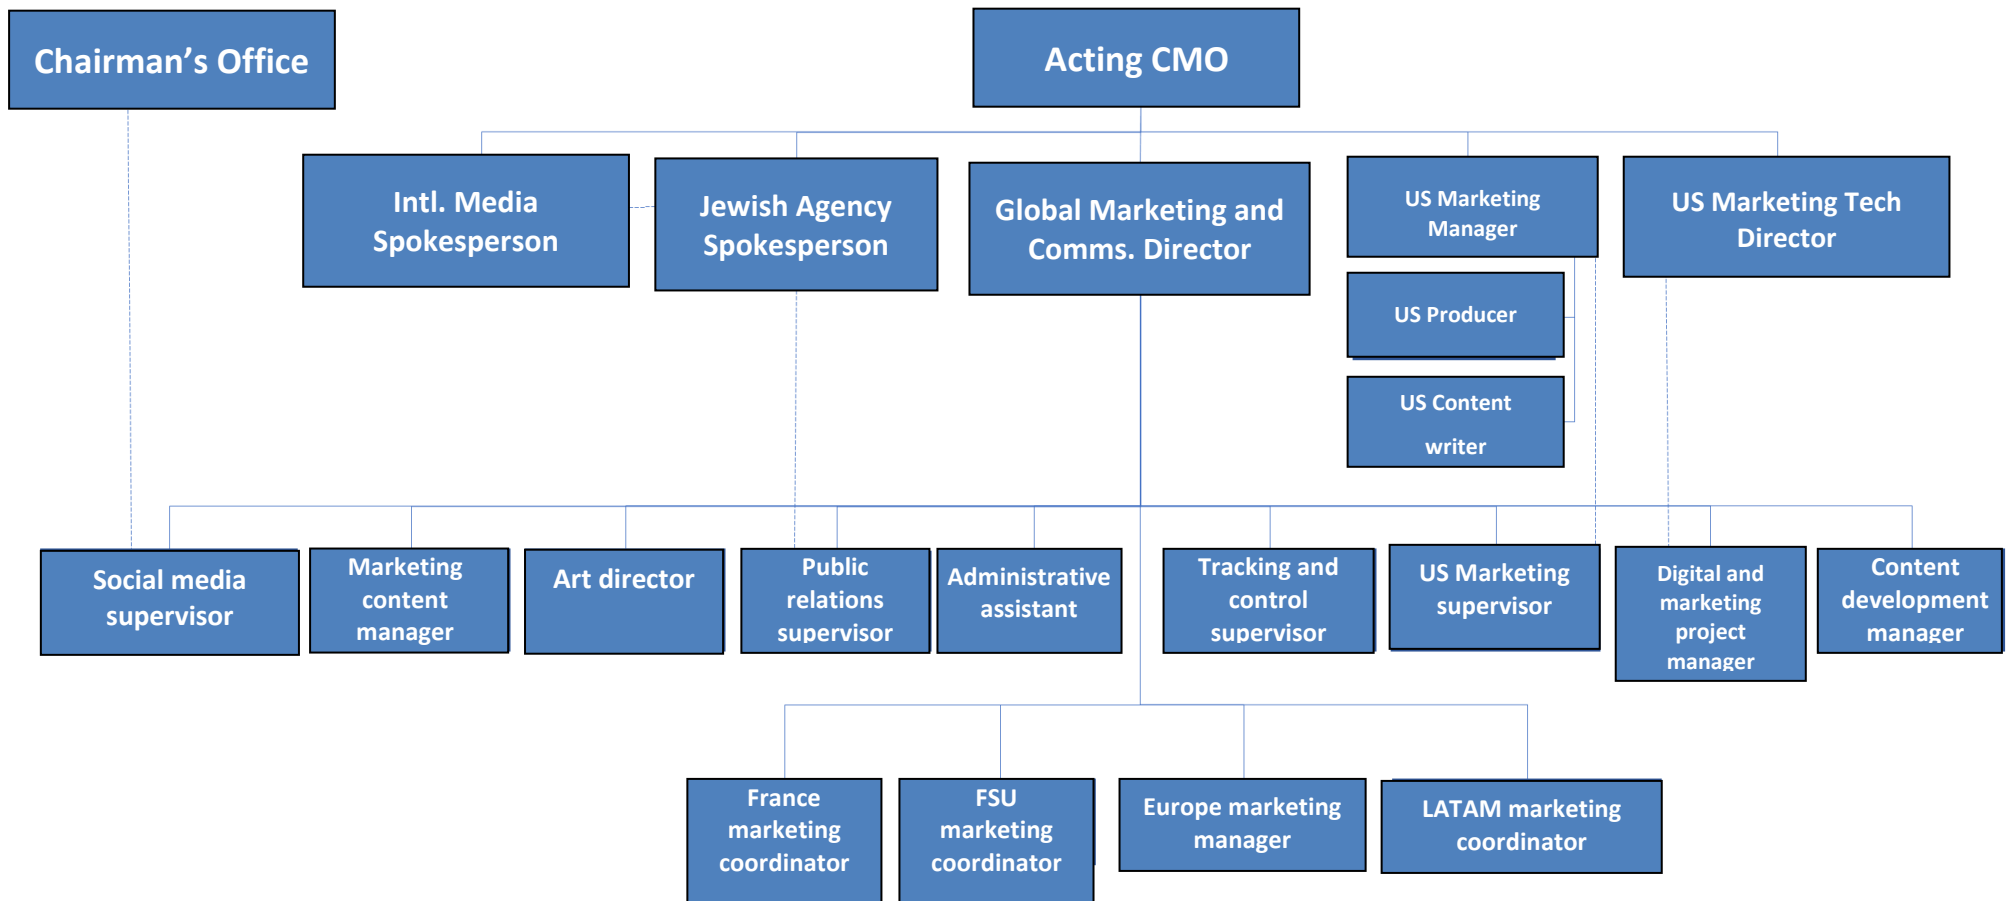 Chairman's Office
Acting CMO
Intl. Media
Spokesperson
Jewish Agency
Spokesperson
Global Marketing and
Comms. Director
US Marketing
Manager
US Marketing Tech
Director
US Producer
US Content
writer
Social media
supervisor
Marketing
content
manager
Art director
Public
relations
supervisor
Administrative
assistant
Tracking and
control
supervisor
US Marketing
supervisor
Digital and
marketing
project
manager
Content
development
manager
France
marketing
coordinator
FSU
marketing
coordinator
Europe marketing
manager
LATAM marketing
coordinator